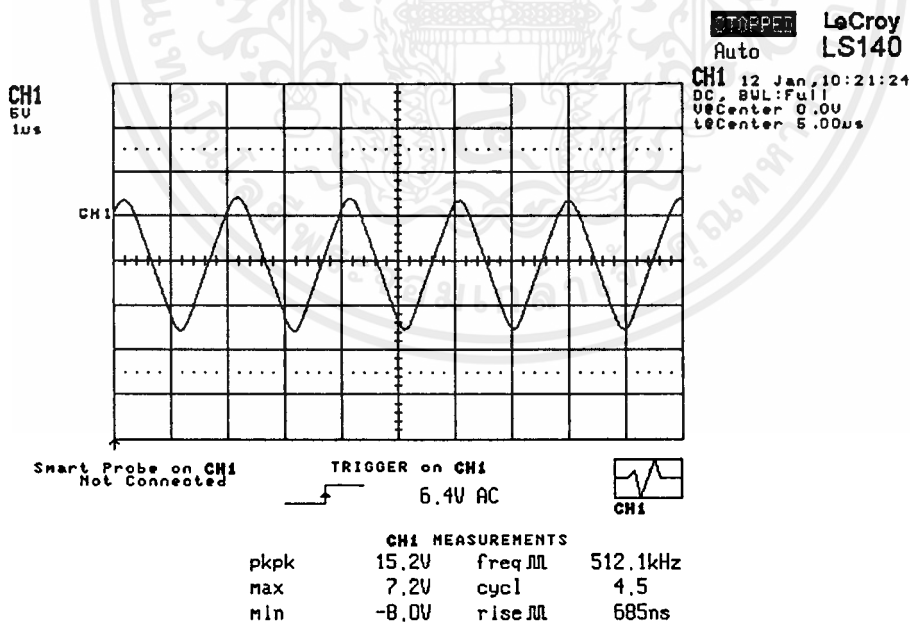 STOPPED LeCroy
Auto LS140
CH1 12 Jan,10:21:24
DC, BWL:Full
V@Center 0.0V
t@Center 5.00us
CH1
5V
1us
CH1
Smart Probe on CH1
Not Connected
TRIGGER on CH1
6.4V AC
CH1
CH1 MEASUREMENTS
pkpk 15.2V freq 512.1kHz
max 7.2V cycl 4.5
min -8.0V rise 685ns